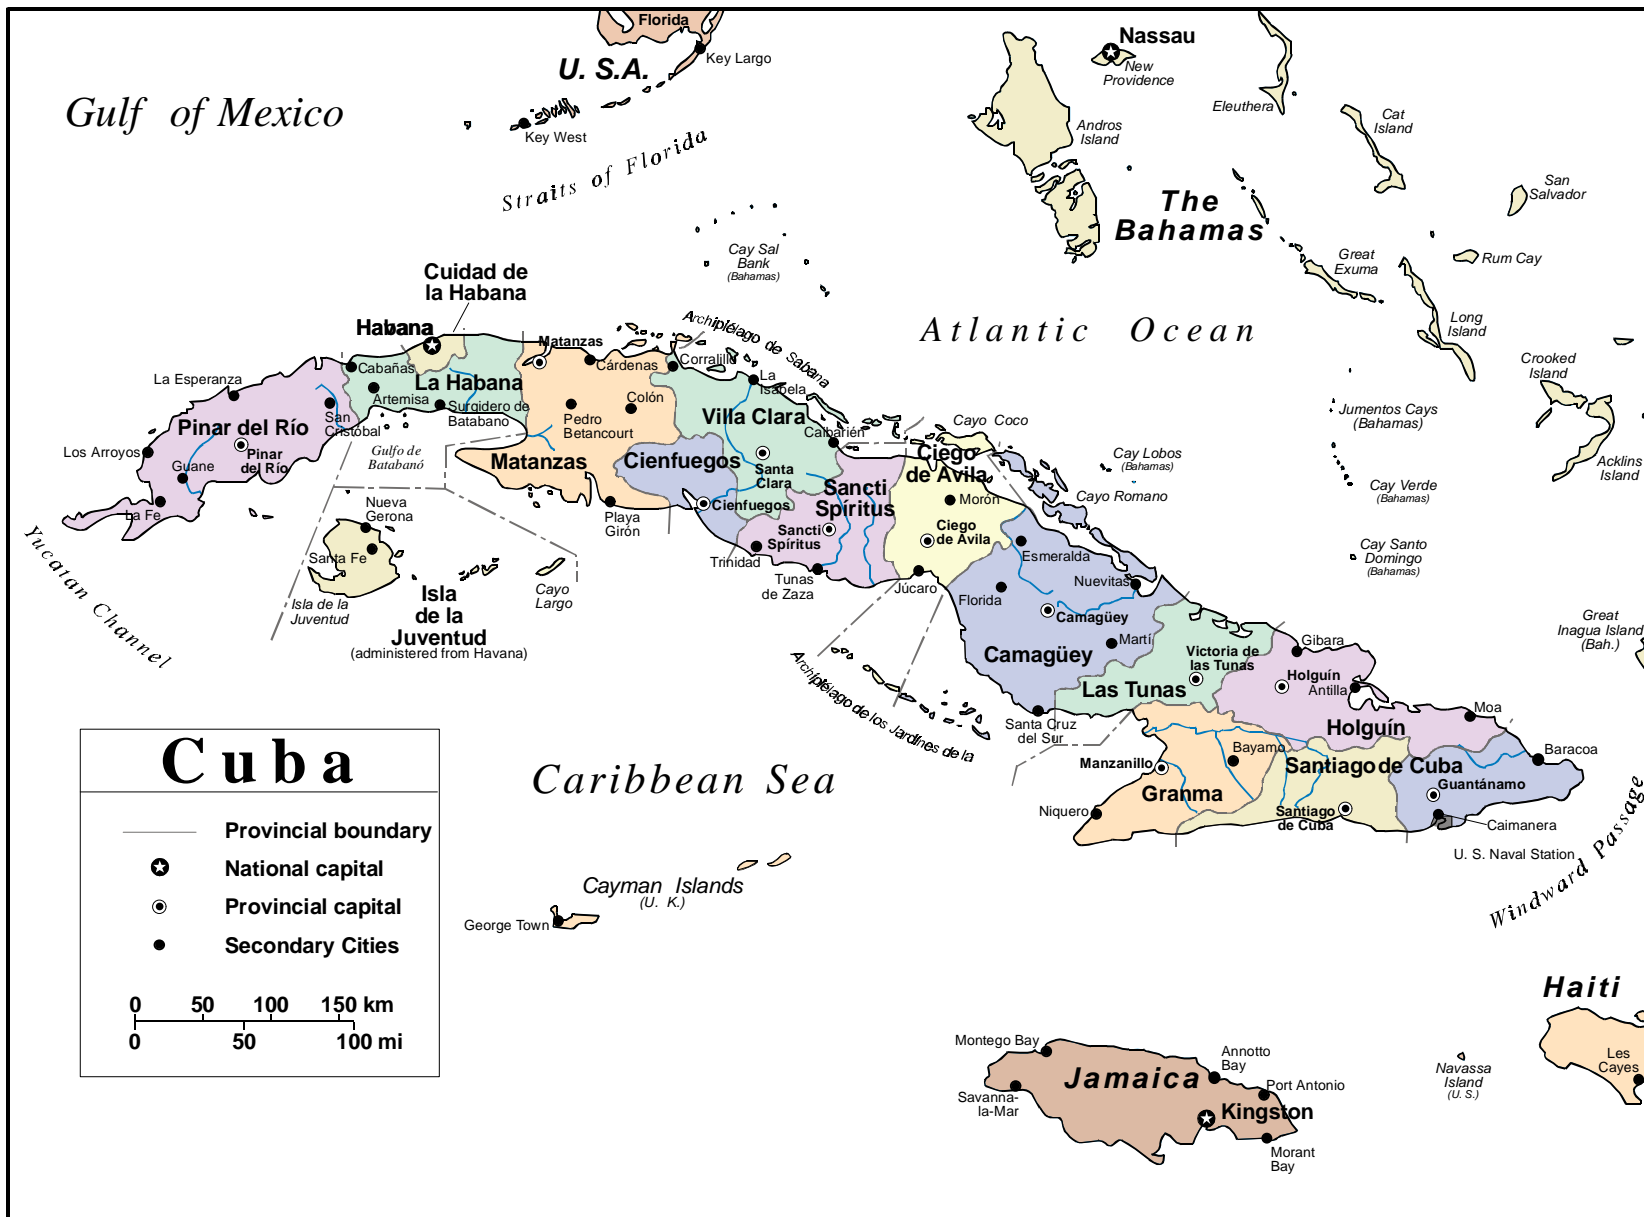 Florida
Key Largo
U. S.A.
Gulf of Mexico
Key West
Straits of Florida
Nassau
New
Providence
Eleuthera
Andros
Island
Cat
Island
San
Salvador
The
Bahamas
Great
Exuma
Rum Cay
Long
Island
Crooked
Island
Acklins
Island
Cay Sal
Bank
(Bahamas)
Atlantic Ocean
Jumentos Cays
(Bahamas)
Cay Lobos
(Bahamas)
Cay Verde
(Bahamas)
Cay Santo
Domingo
(Bahamas)
Great
Inagua Island
(Bah.)
Cuidad de
la Habana
Habana
Archipiélago de Sabana
Matanzas
Cárdenas
Corralillo
La
Isabela
Cabañas
La Habana
Artemisa
Surgidero de
Batabano
La Esperanza
San
Cristóbal
Pinar del Río
Pinar
del Río
Los Arroyos
Guane
La Fe
Gulfo de
Batabanó
Colón
Pedro
Betancourt
Matanzas
Villa Clara
Caibarién
Cayo Coco
Cienfuegos
Santa
Clara
Cienfuegos
Ciego
de Avila
Cayo Romano
Sancti
Spíritus
Morón
Sancti
Spíritus
Ciego
de Avila
Playa
Girón
Trinidad
Tunas
de Zaza
Júcaro
Esmeralda
Florida
Nuevitas
Camagüey
Martí
Camagüey
Nueva
Gerona
Santa Fe
Isla de la
Juventud
Isla
de la
Juventud
(administered from Havana)
Cayo
Largo
Yucatan Channel
Archipiélago de los Jardines de la
Santa Cruz
del Sur
Victoria de
las Tunas
Las Tunas
Gibara
Holguín
Antilla
Holguín
Moa
Baracoa
Bayamo
Manzanillo
Granma
Niquero
Santiago de Cuba
Santiago
de Cuba
Guantánamo
Caimanera
U. S. Naval Station
Windward Passage
Caribbean Sea
Cayman Islands
(U. K.)
George Town
Cuba
Provincial boundary
National capital
Provincial capital
Secondary Cities
0 50 100 150 km
0 50 100 mi
Haiti
Les
Cayes
Navassa
Island
(U. S.)
Montego Bay
Annotto
Bay
Jamaica
Port Antonio
Savanna-
la-Mar
Kingston
Morant
Bay